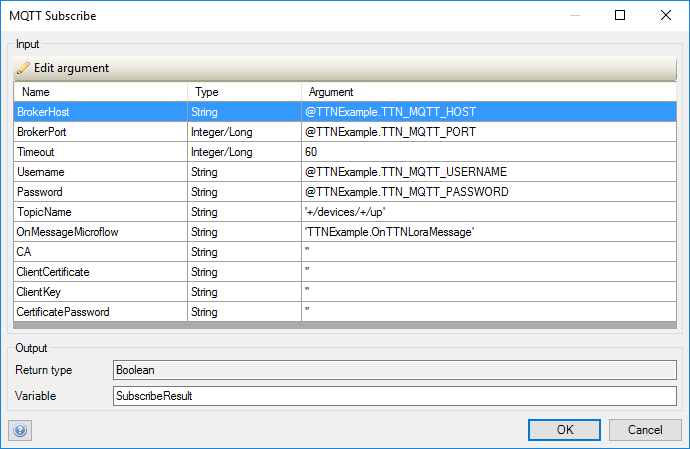 MQTT Subscribe
Input
Edit argument
Name Type Argument
BrokerHost String @TTNExample.TTN_MQTT_HOST
BrokerPort Integer/Long @TTNExample.TTN_MQTT_PORT
Timeout Integer/Long 60
Username String @TTNExample.TTN_MQTT_USERNAME
Password String @TTNExample.TTN_MQTT_PASSWORD
TopicName String '+/devices/+/up'
OnMessageMicroflow String 'TTNExample.OnTTNLoraMessage'
CA String ''
ClientCertificate String ''
ClientKey String ''
CertificatePassword String ''
Output
Return type Boolean
Variable SubscribeResult
? OK Cancel